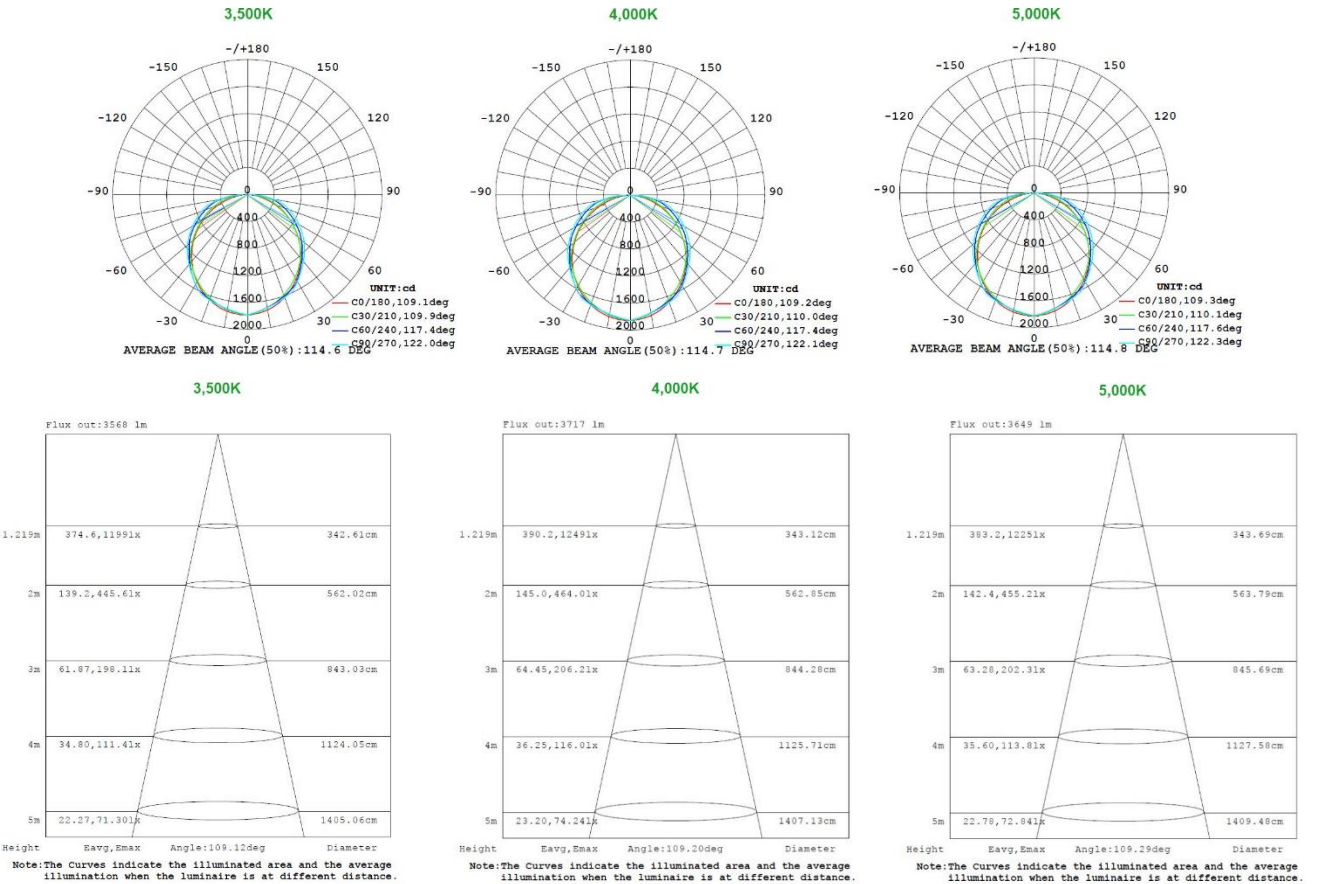 3,500K
4,000K
5,000K
-/+180
-150
150
-120
120
-90
90
-60
60
-30
30
0
0
400
800
1200
1600
2000
UNIT:cd
C0/180,109.1deg
C30/210,109.9deg
C60/240,117.4deg
C90/270,122.0deg
AVERAGE BEAM ANGLE(50%):114.6 DEG
-/+180
-150
150
-120
120
-90
90
-60
60
-30
30
0
0
400
800
1200
1600
2000
UNIT:cd
C0/180,109.2deg
C30/210,110.0deg
C60/240,117.4deg
C90/270,122.1deg
AVERAGE BEAM ANGLE(50%):114.7 DEG
-/+180
-150
150
-120
120
-90
90
-60
60
-30
30
0
0
400
800
1200
1600
2000
UNIT:cd
C0/180,109.3deg
C30/210,110.1deg
C60/240,117.6deg
C90/270,122.3deg
AVERAGE BEAM ANGLE(50%):114.8 DEG
3,500K
4,000K
5,000K
Flux out:3568 lm
1.219m 374.6,1199lx 342.61cm
2m 139.2,445.6lx 562.02cm
3m 61.87,198.1lx 843.03cm
4m 34.80,111.4lx 1124.05cm
5m 22.27,71.30lx 1405.06cm
Height Eavg,Emax Angle:109.12deg Diameter
Note:The Curves indicate the illuminated area and the average
illumination when the luminaire is at different distance.
Flux out:3717 lm
1.219m 390.2,1249lx 343.12cm
2m 145.0,464.0lx 562.85cm
3m 64.45,206.2lx 844.28cm
4m 36.25,116.0lx 1125.71cm
5m 23.20,74.24lx 1407.13cm
Height Eavg,Emax Angle:109.20deg Diameter
Note:The Curves indicate the illuminated area and the average
illumination when the luminaire is at different distance.
Flux out:3649 lm
1.219m 383.2,1225lx 343.69cm
2m 142.4,455.2lx 563.79cm
3m 63.28,202.3lx 845.69cm
4m 35.60,113.8lx 1127.58cm
5m 22.78,72.84lx 1409.48cm
Height Eavg,Emax Angle:109.29deg Diameter
Note:The Curves indicate the illuminated area and the average
illumination when the luminaire is at different distance.